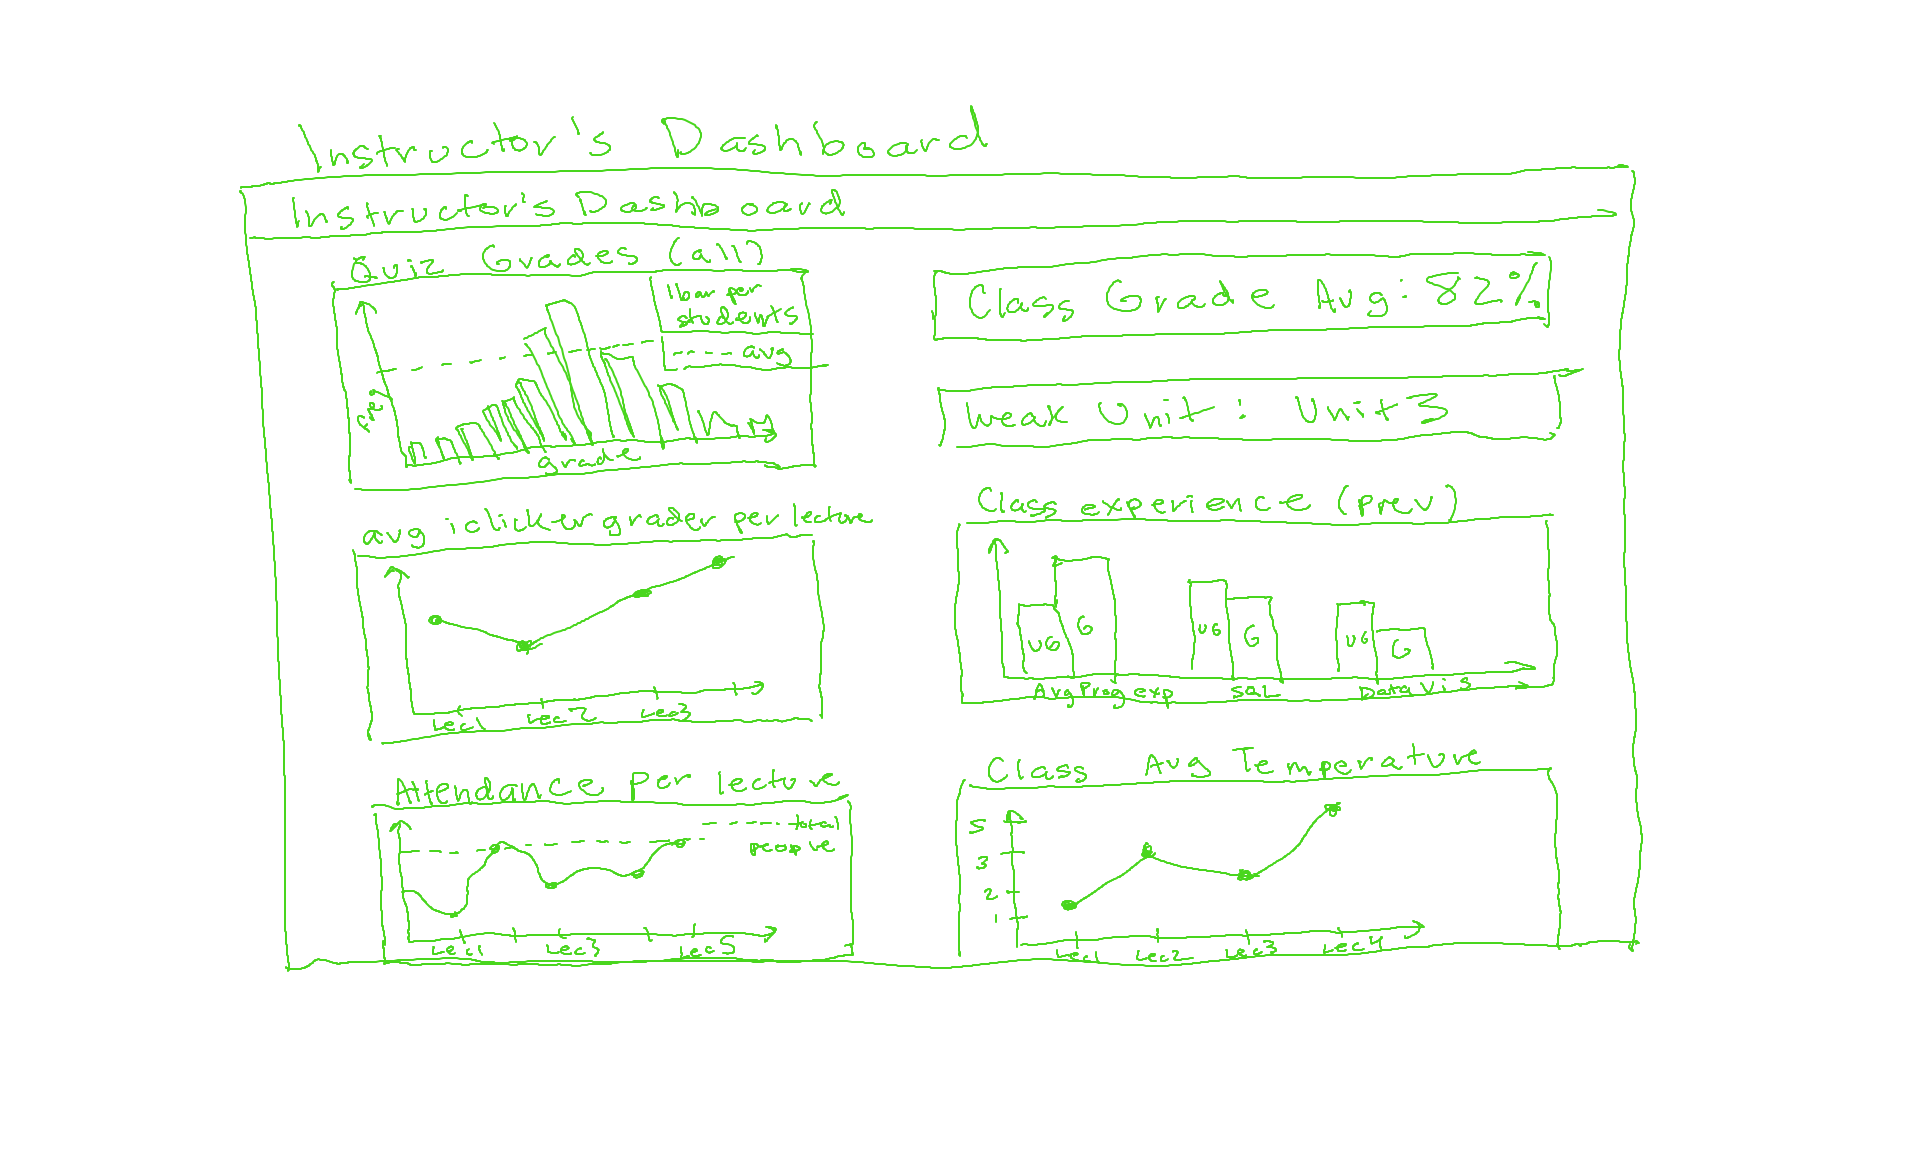 Instructor's Dashboard
Instructor's Dashboard
Quiz Grades (all)
1 bar per
students
---- avg
freq
grade
Class Grade Avg: 82%
Weak Unit: Unit 3
avg iclicker grader per lecture
Lec1 Lec2 Lec3
Class experience (prev)
UG G UG G UG G
Avg Prog exp SQL Data Vis
Attendance Per lecture
---- total
people
Lec1 Lec3 Lec5
Class Avg Temperature
5
3
2
1
Lec1 Lec2 Lec3 Lec4